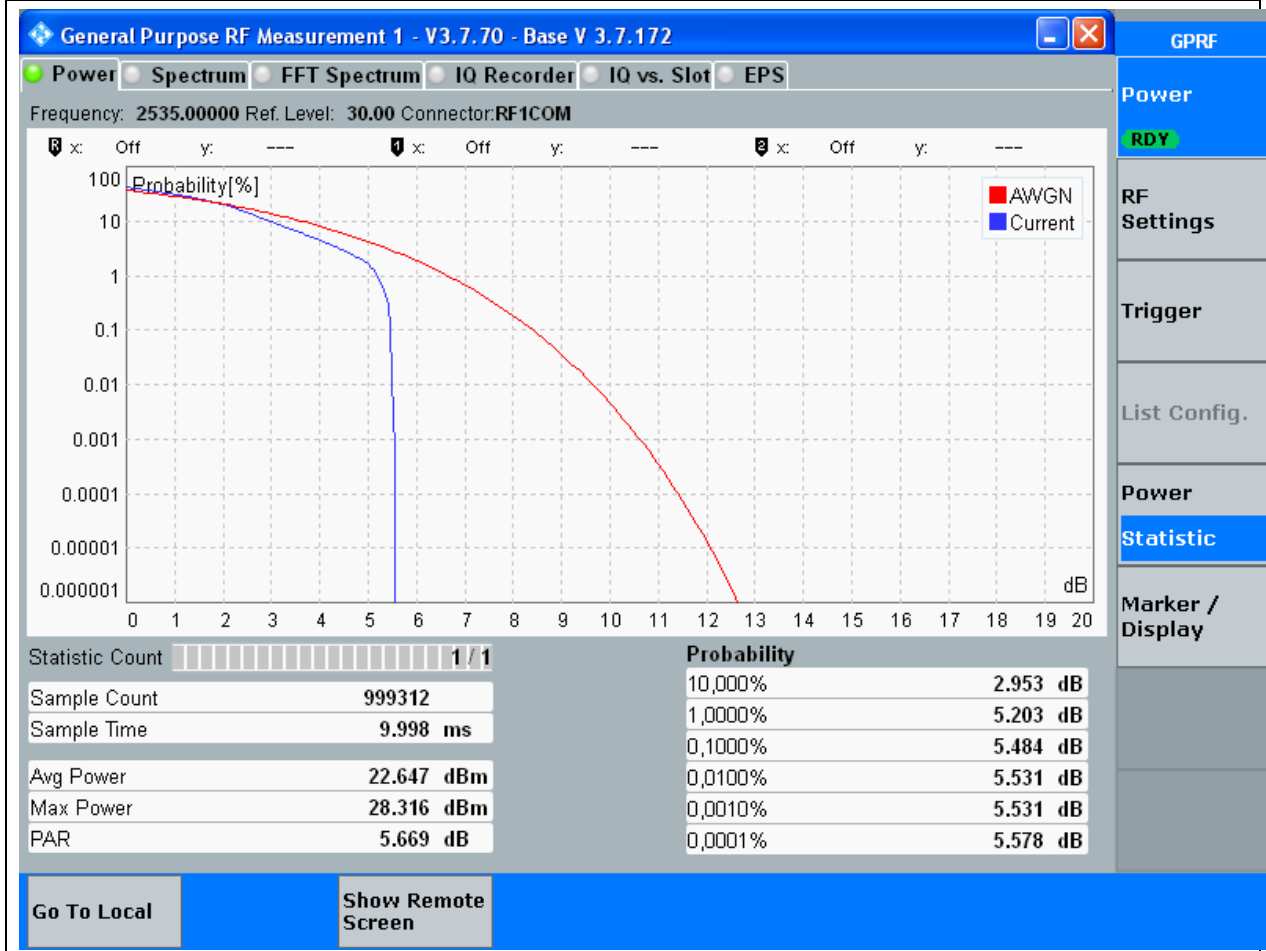 General Purpose RF Measurement 1 - V3.7.70 - Base V 3.7.172
GPRF
Power Spectrum FFT Spectrum IQ Recorder IQ vs. Slot EPS
Frequency: 2535.00000 Ref. Level: 30.00 Connector:RF1COM
R x: Off y: --- 1 x: Off y: --- 2 x: Off y: ---
Probability[%]
AWGN
Current
100
10
1
0.1
0.01
0.001
0.0001
0.00001
0.000001
dB
0 1 2 3 4 5 6 7 8 9 10 11 12 13 14 15 16 17 18 19 20
Statistic Count 1 / 1
Sample Count 999312
Sample Time 9.998 ms
Avg Power 22.647 dBm
Max Power 28.316 dBm
PAR 5.669 dB
Probability
10,000% 2.953 dB
1,0000% 5.203 dB
0,1000% 5.484 dB
0,0100% 5.531 dB
0,0010% 5.531 dB
0,0001% 5.578 dB
Power
RDY
RF
Settings
Trigger
List Config.
Power
Statistic
Marker /
Display
Go To Local
Show Remote
Screen